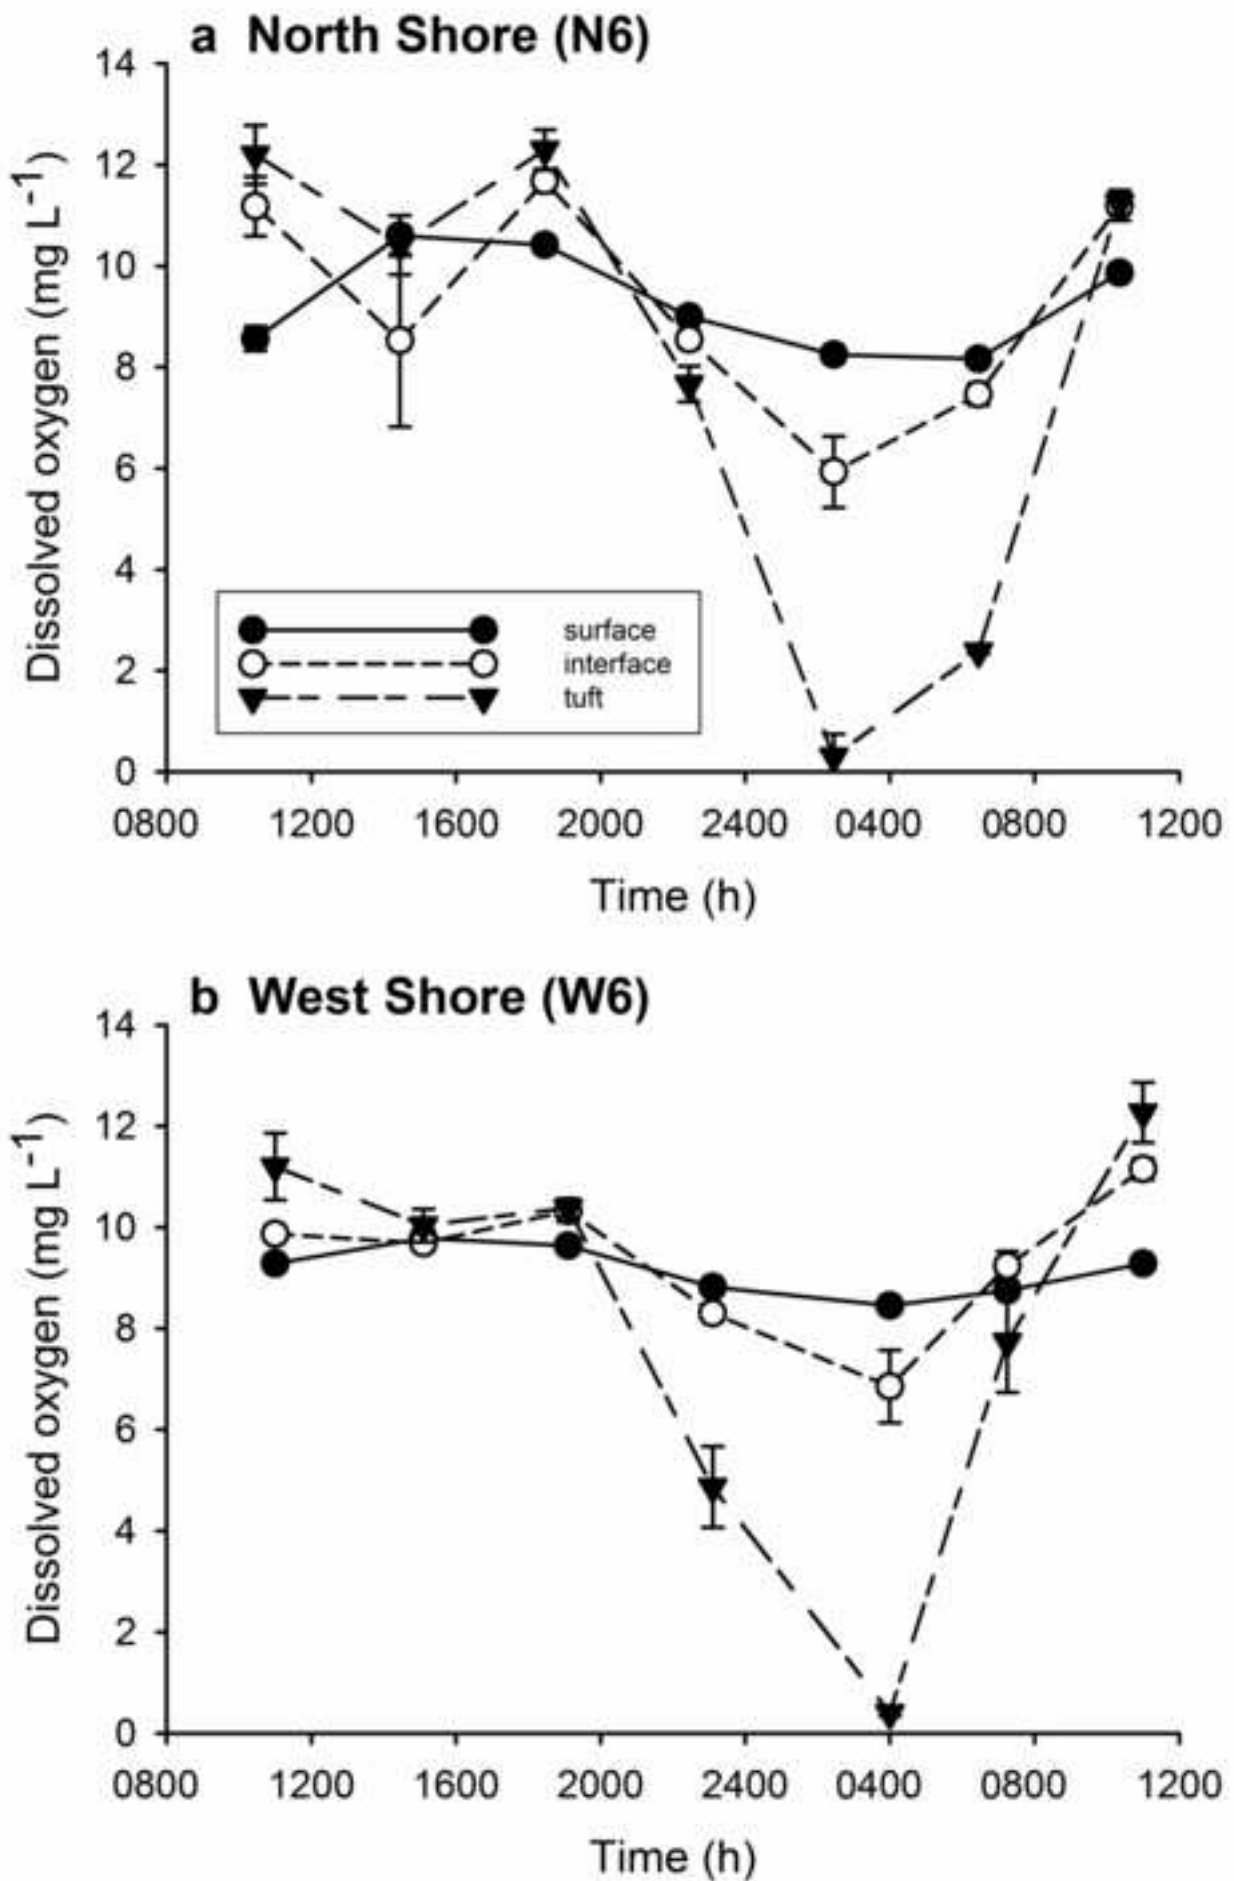 a North Shore (N6)
14
12
10
8
6
4
2
0
Dissolved oxygen (mg L⁻¹)
surface
interface
tuft
0800 1200 1600 2000 2400 0400 0800 1200
Time (h)
b West Shore (W6)
14
12
10
8
6
4
2
0
Dissolved oxygen (mg L⁻¹)
0800 1200 1600 2000 2400 0400 0800 1200
Time (h)